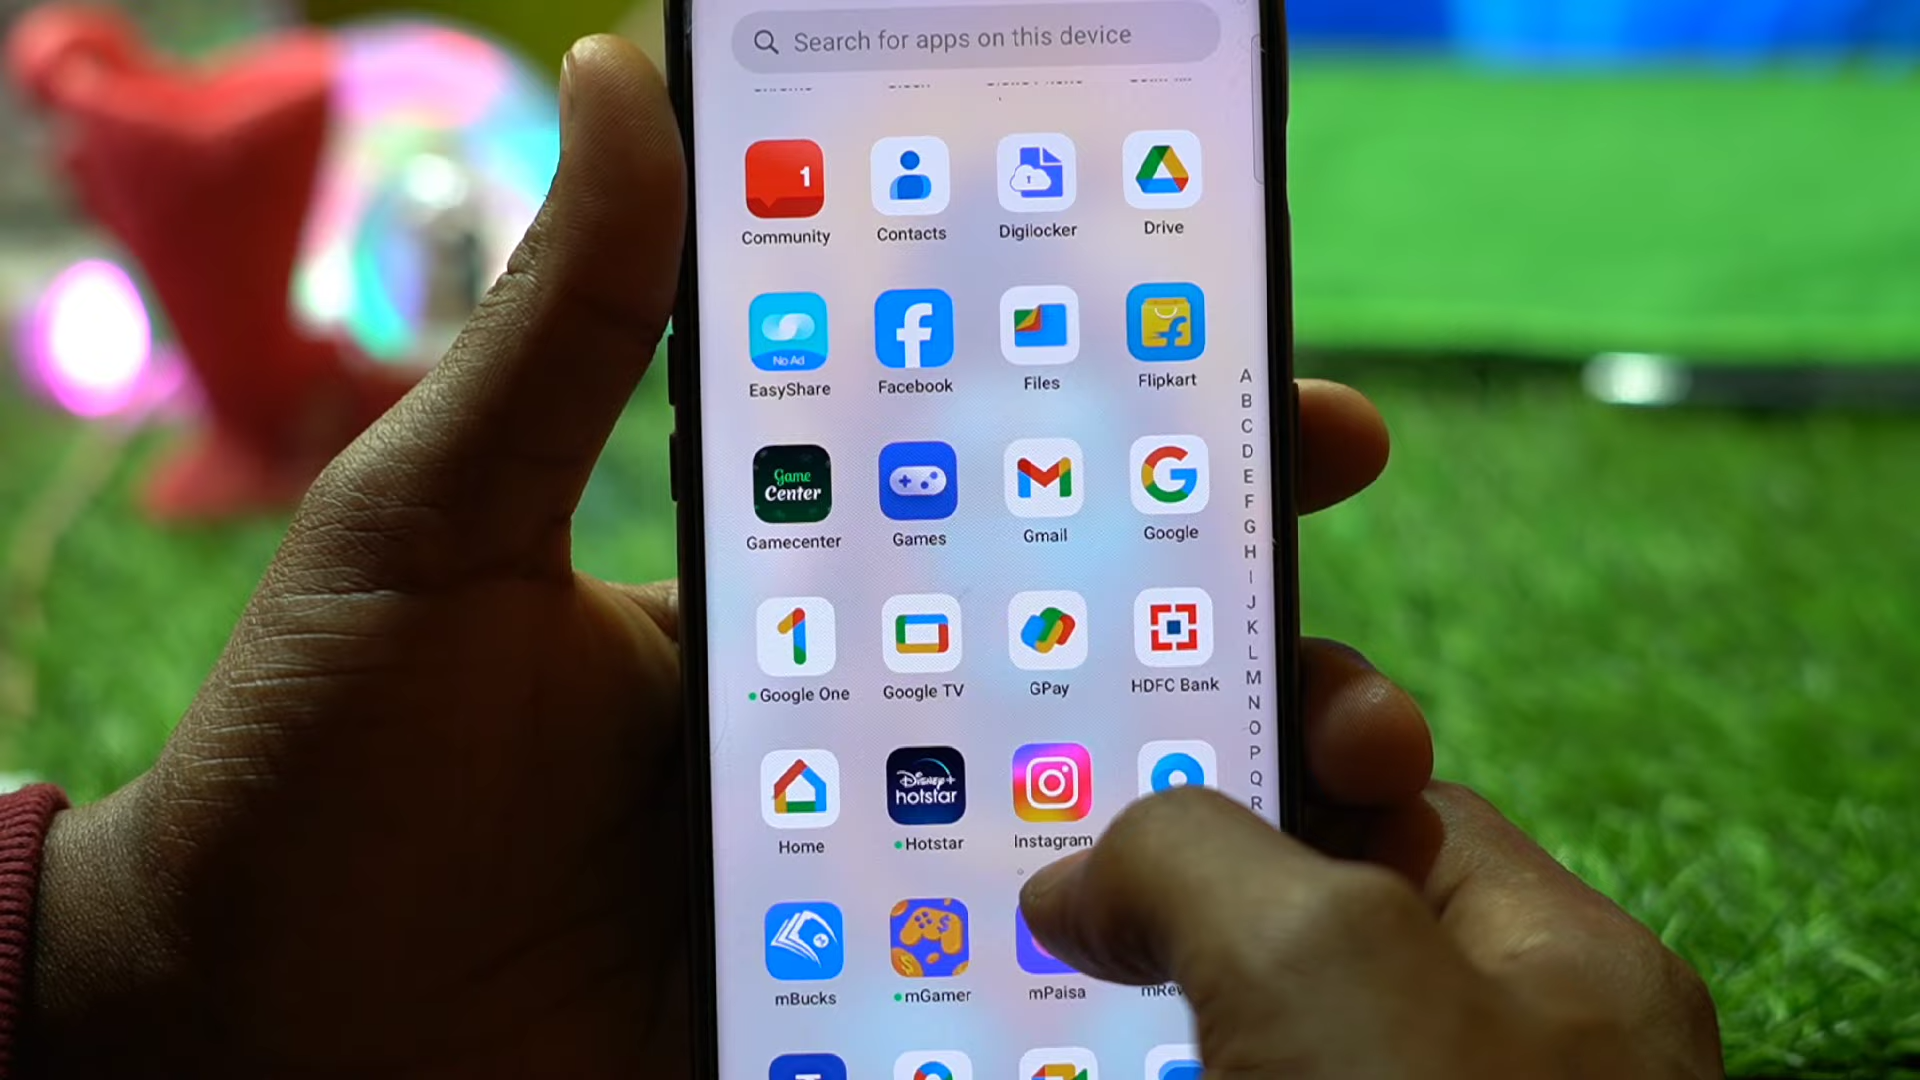 Search for apps on this device
1
Community Contacts Digilocker Drive
No Ad
EasyShare Facebook Files Flipkart
Game
Center
Gamecenter Games Gmail Google
Google One Google TV GPay HDFC Bank
Disney+
hotstar
Home Hotstar Instagram
mBucks mGamer mPaisa
A
B
C
D
E
F
G
H
I
J
K
L
M
N
O
P
Q
R